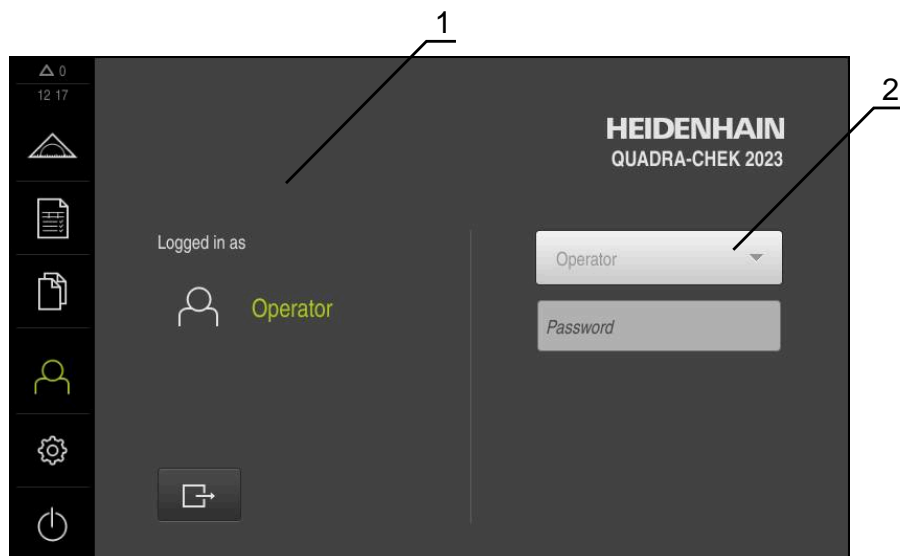 1
0
12 17
2
HEIDENHAIN
QUADRA-CHEK 2023
Logged in as
Operator
Operator
Password